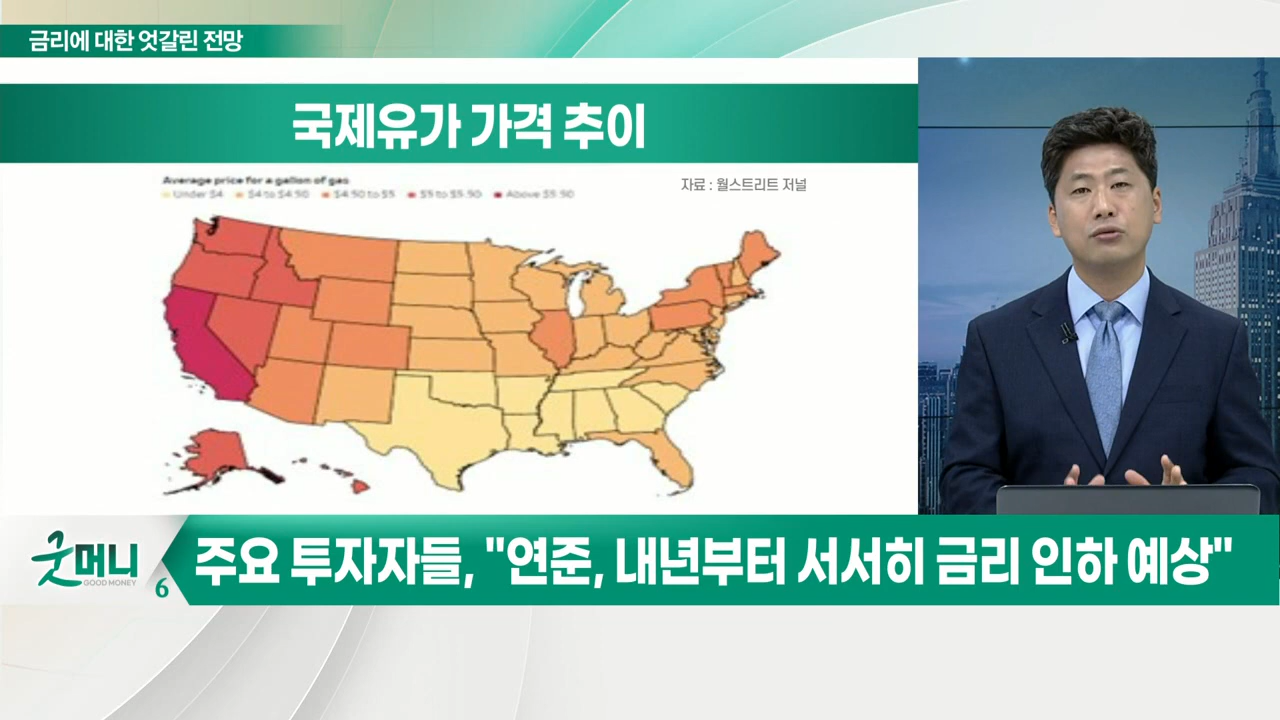 금리에 대한 엇갈린 전망
국제유가 가격 추이
Average price for a gallon of gas
Under $4 $4 to $4.50 $4.50 to $5 $5 to $5.50 Above $5.50
자료 : 월스트리트 저널
굿머니
GOOD MONEY
6
주요 투자자들, "연준, 내년부터 서서히 금리 인하 예상"